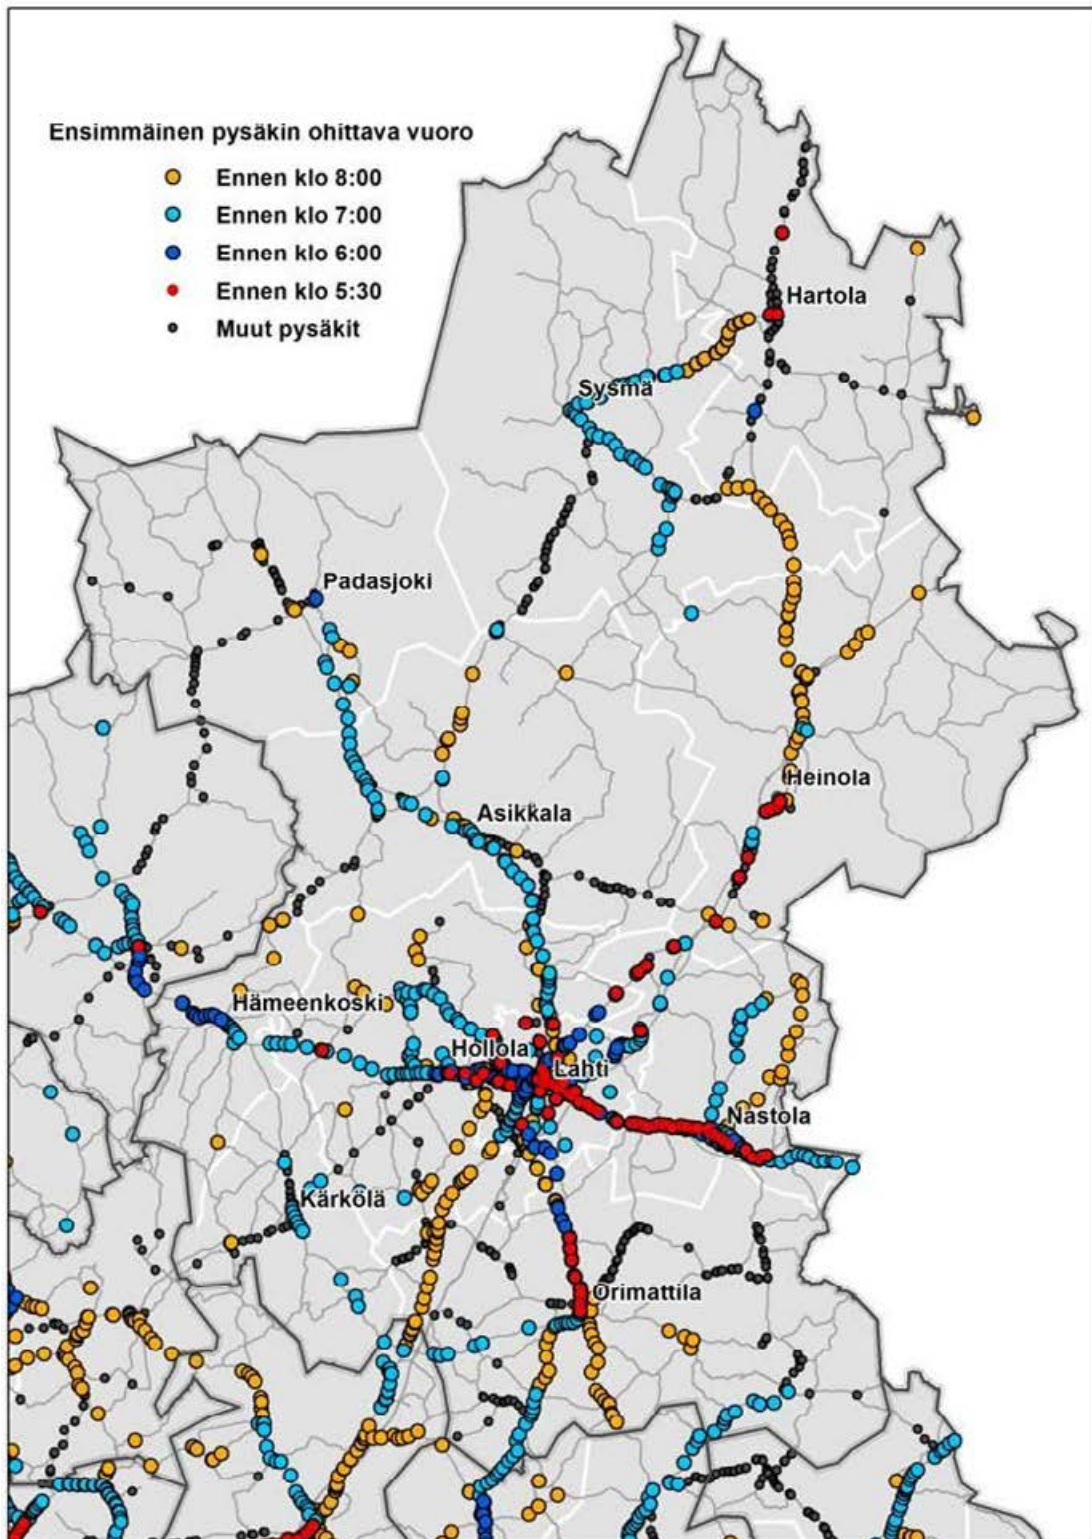 Ensimmäinen pysäkin ohittava vuoro
Ennen klo 8:00
Ennen klo 7:00
Ennen klo 6:00
Ennen klo 5:30
Muut pysäkit
Hartola
Sysmä
Padasjoki
Heinola
Asikkala
Hämeenkoski
Hollola
Lahti
Nastola
Kärkölä
Orimattila